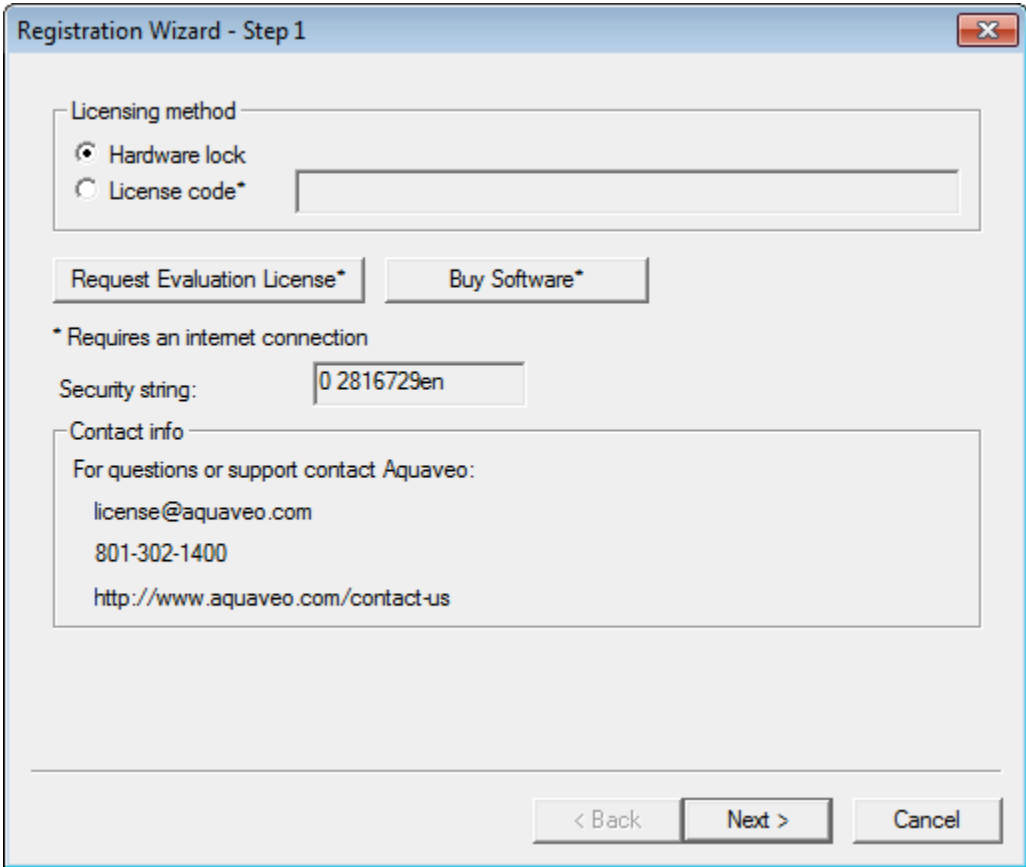 Registration Wizard - Step 1
Licensing method
Hardware lock
License code*
Request Evaluation License* Buy Software*
* Requires an internet connection
Security string: 0 2816729en
Contact info
For questions or support contact Aquaveo:
license@aquaveo.com
801-302-1400
http://www.aquaveo.com/contact-us
< Back Next > Cancel